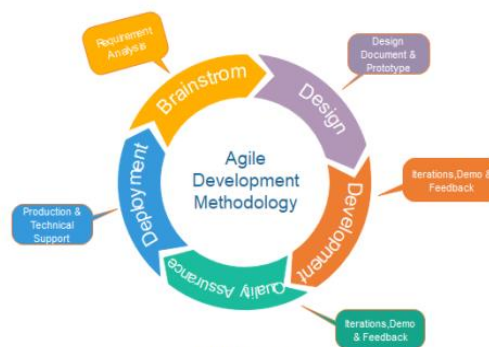 Requirement
Analysis
Brainstrom
Design
Document &
Prototype
Design
Agile
Development
Methodology
Iterations,Demo &
Feedback
Development
Production &
Technical
Support
Deployment
Quality Assurance
Iterations,Demo
& Feedback